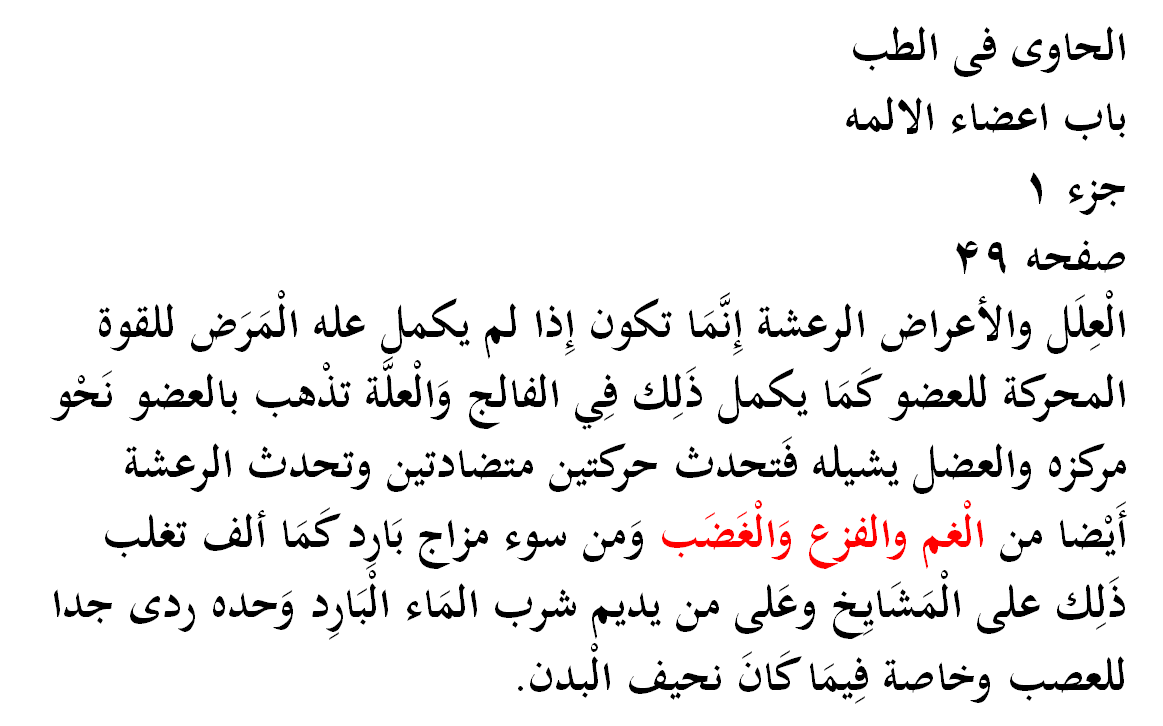 الحاوى فى الطب
باب اعضاء الالمه
جزء ۱
صفحه ۴۹
الْعِلَل والأعراض الرعشة إِنَّمَا تكون إِذا لم يكمل عله الْمَرَض للقوة
المحركة للعضو كَمَا يكمل ذَلِك فِي الفالج وَالْعلَّة تذْهب بالعضو نَحْو
مركزه والعضل يشيله فَتحدث حركتين متضادتين وتحدث الرعشة
أَيْضا من الْغم والفزع وَالْغَضَب وَمن سوء مزاج بَارِد كَمَا ألف تغلب
ذَلِك على الْمَشَايِخ وعَلى من يديم شرب المَاء الْبَارِد وَحده ردى جدا
للعصب وخاصة فِيمَا كَانَ نحيف الْبدن.